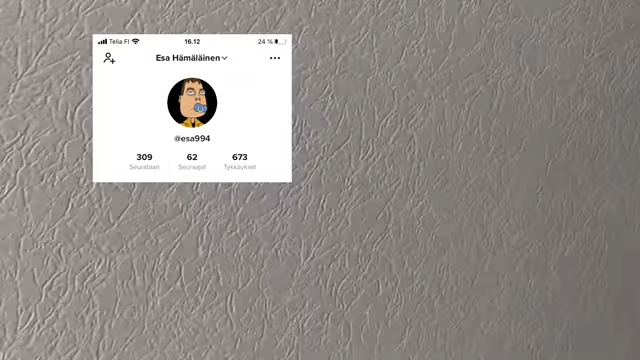 Telia FI 16.12 24 %
Esa Hämäläinen
@esa994
309 62 673
Seurataan Seuraajat Tykkäykset